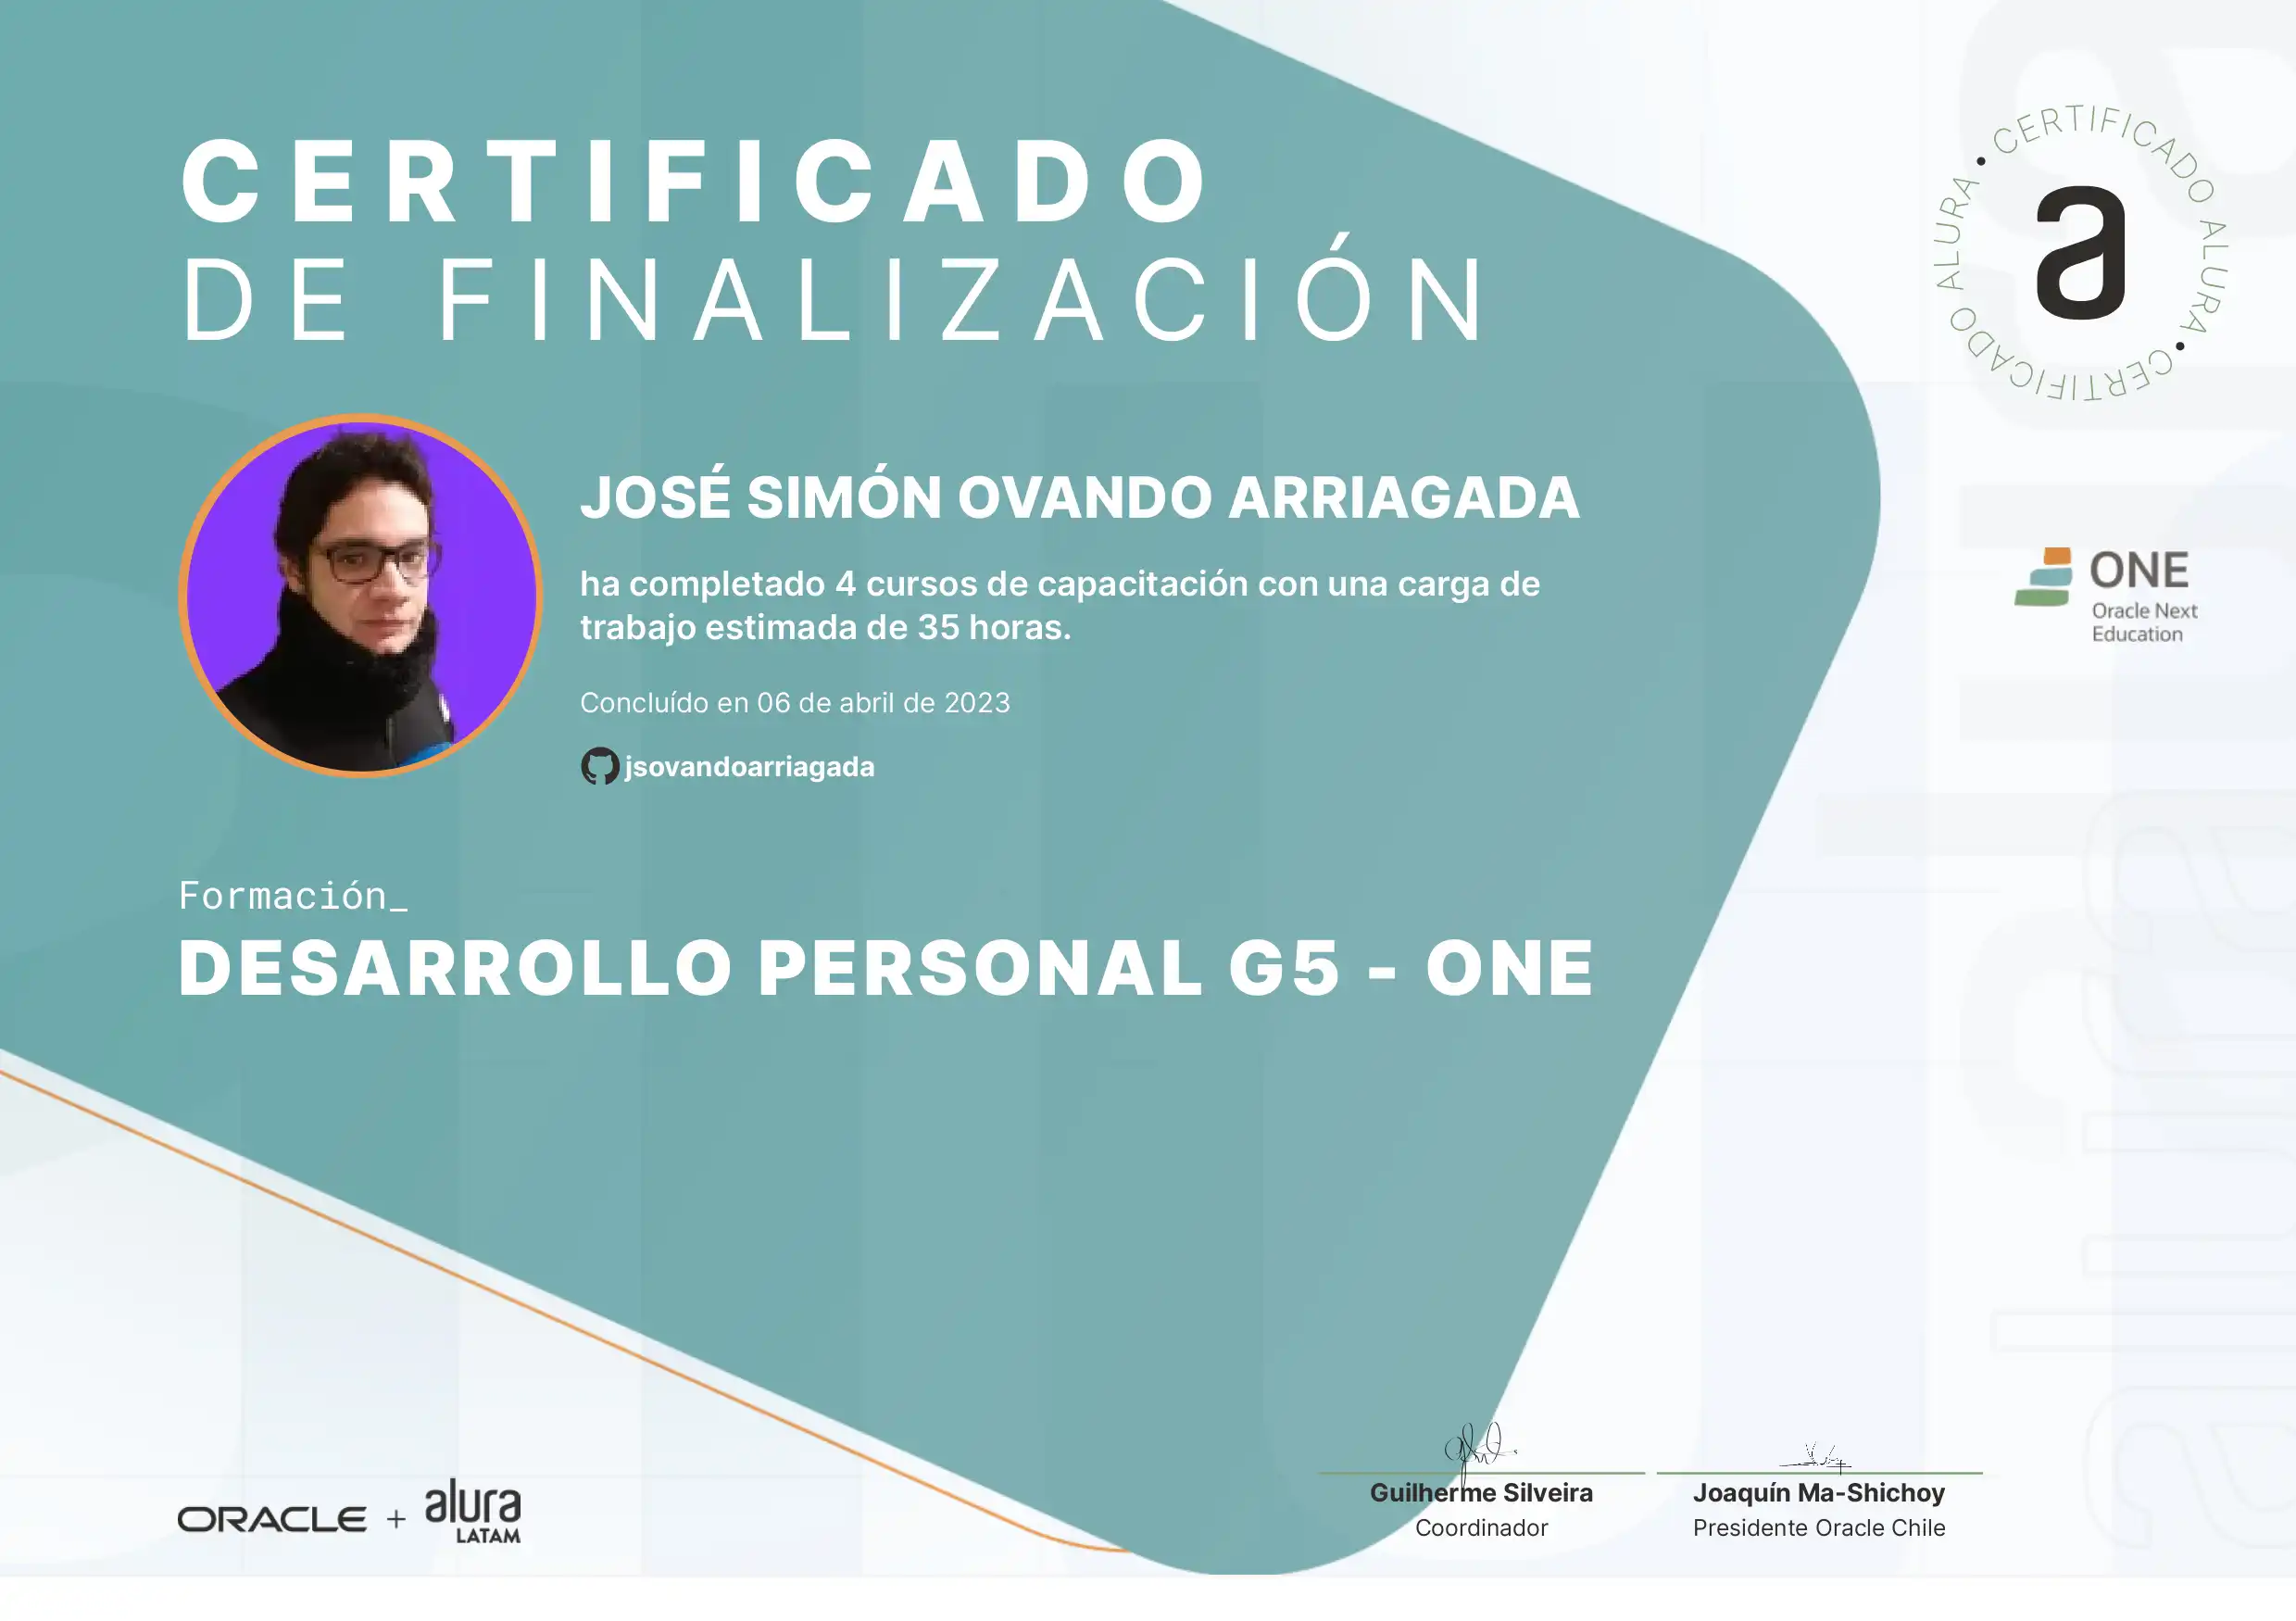 CERTIFICADO
DE FINALIZACIÓN
CERTIFICADO ALURA • CERTIFICADO ALURA •
a
JOSÉ SIMÓN OVANDO ARRIAGADA
ha completado 4 cursos de capacitación con una carga de
trabajo estimada de 35 horas.
Concluído en 06 de abril de 2023
jsovandoarriagada
ONE
Oracle Next
Education
Formación_
DESARROLLO PERSONAL G5 - ONE
ORACLE + alura
LATAM
Guilherme Silveira
Coordinador
Joaquín Ma-Shichoy
Presidente Oracle Chile
alura